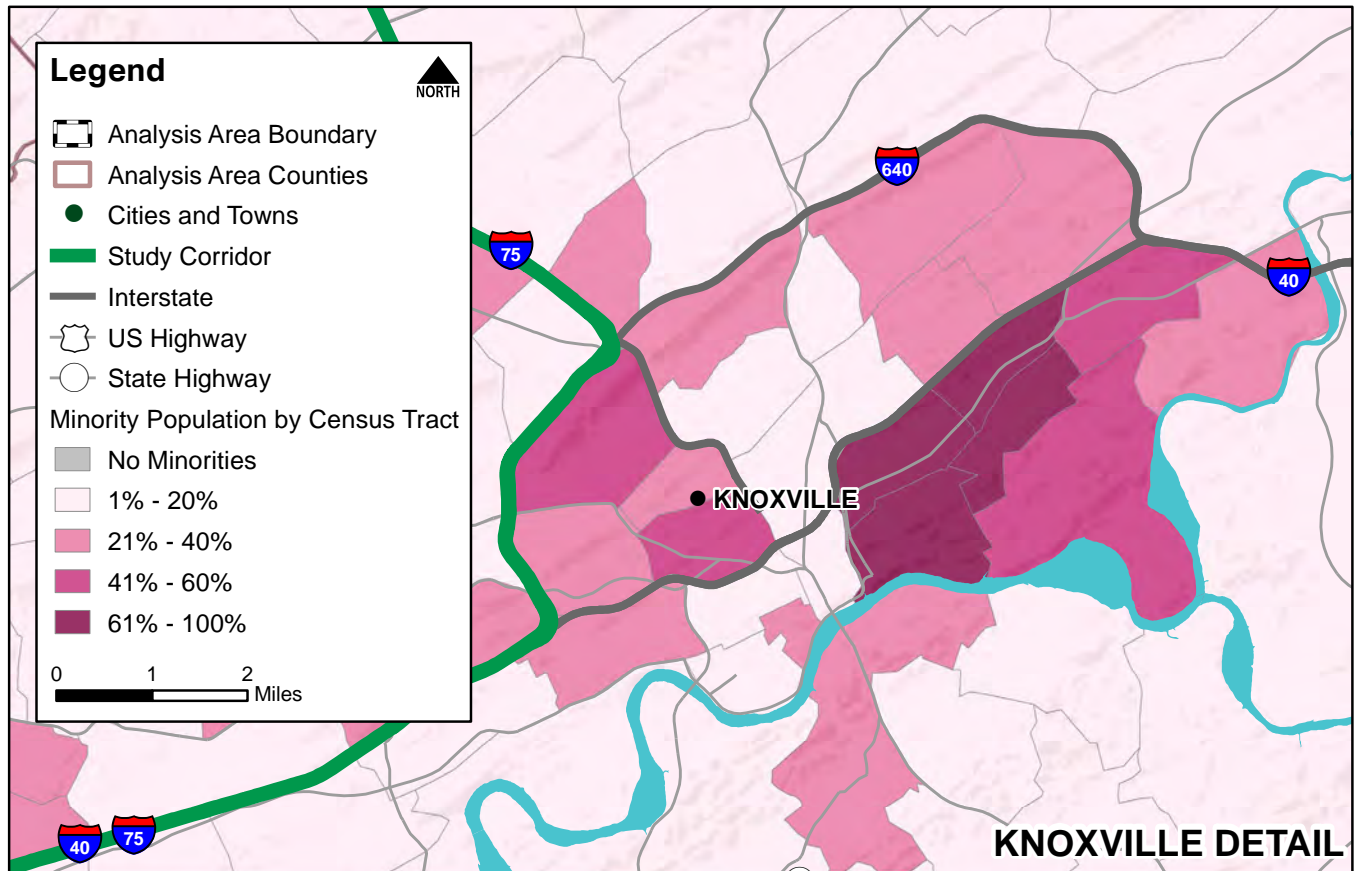 Legend
NORTH
Analysis Area Boundary
Analysis Area Counties
Cities and Towns
Study Corridor
Interstate
US Highway
State Highway
Minority Population by Census Tract
No Minorities
1% - 20%
21% - 40%
41% - 60%
61% - 100%
0 1 2
Miles
640
75
40
KNOXVILLE
40
75
KNOXVILLE DETAIL